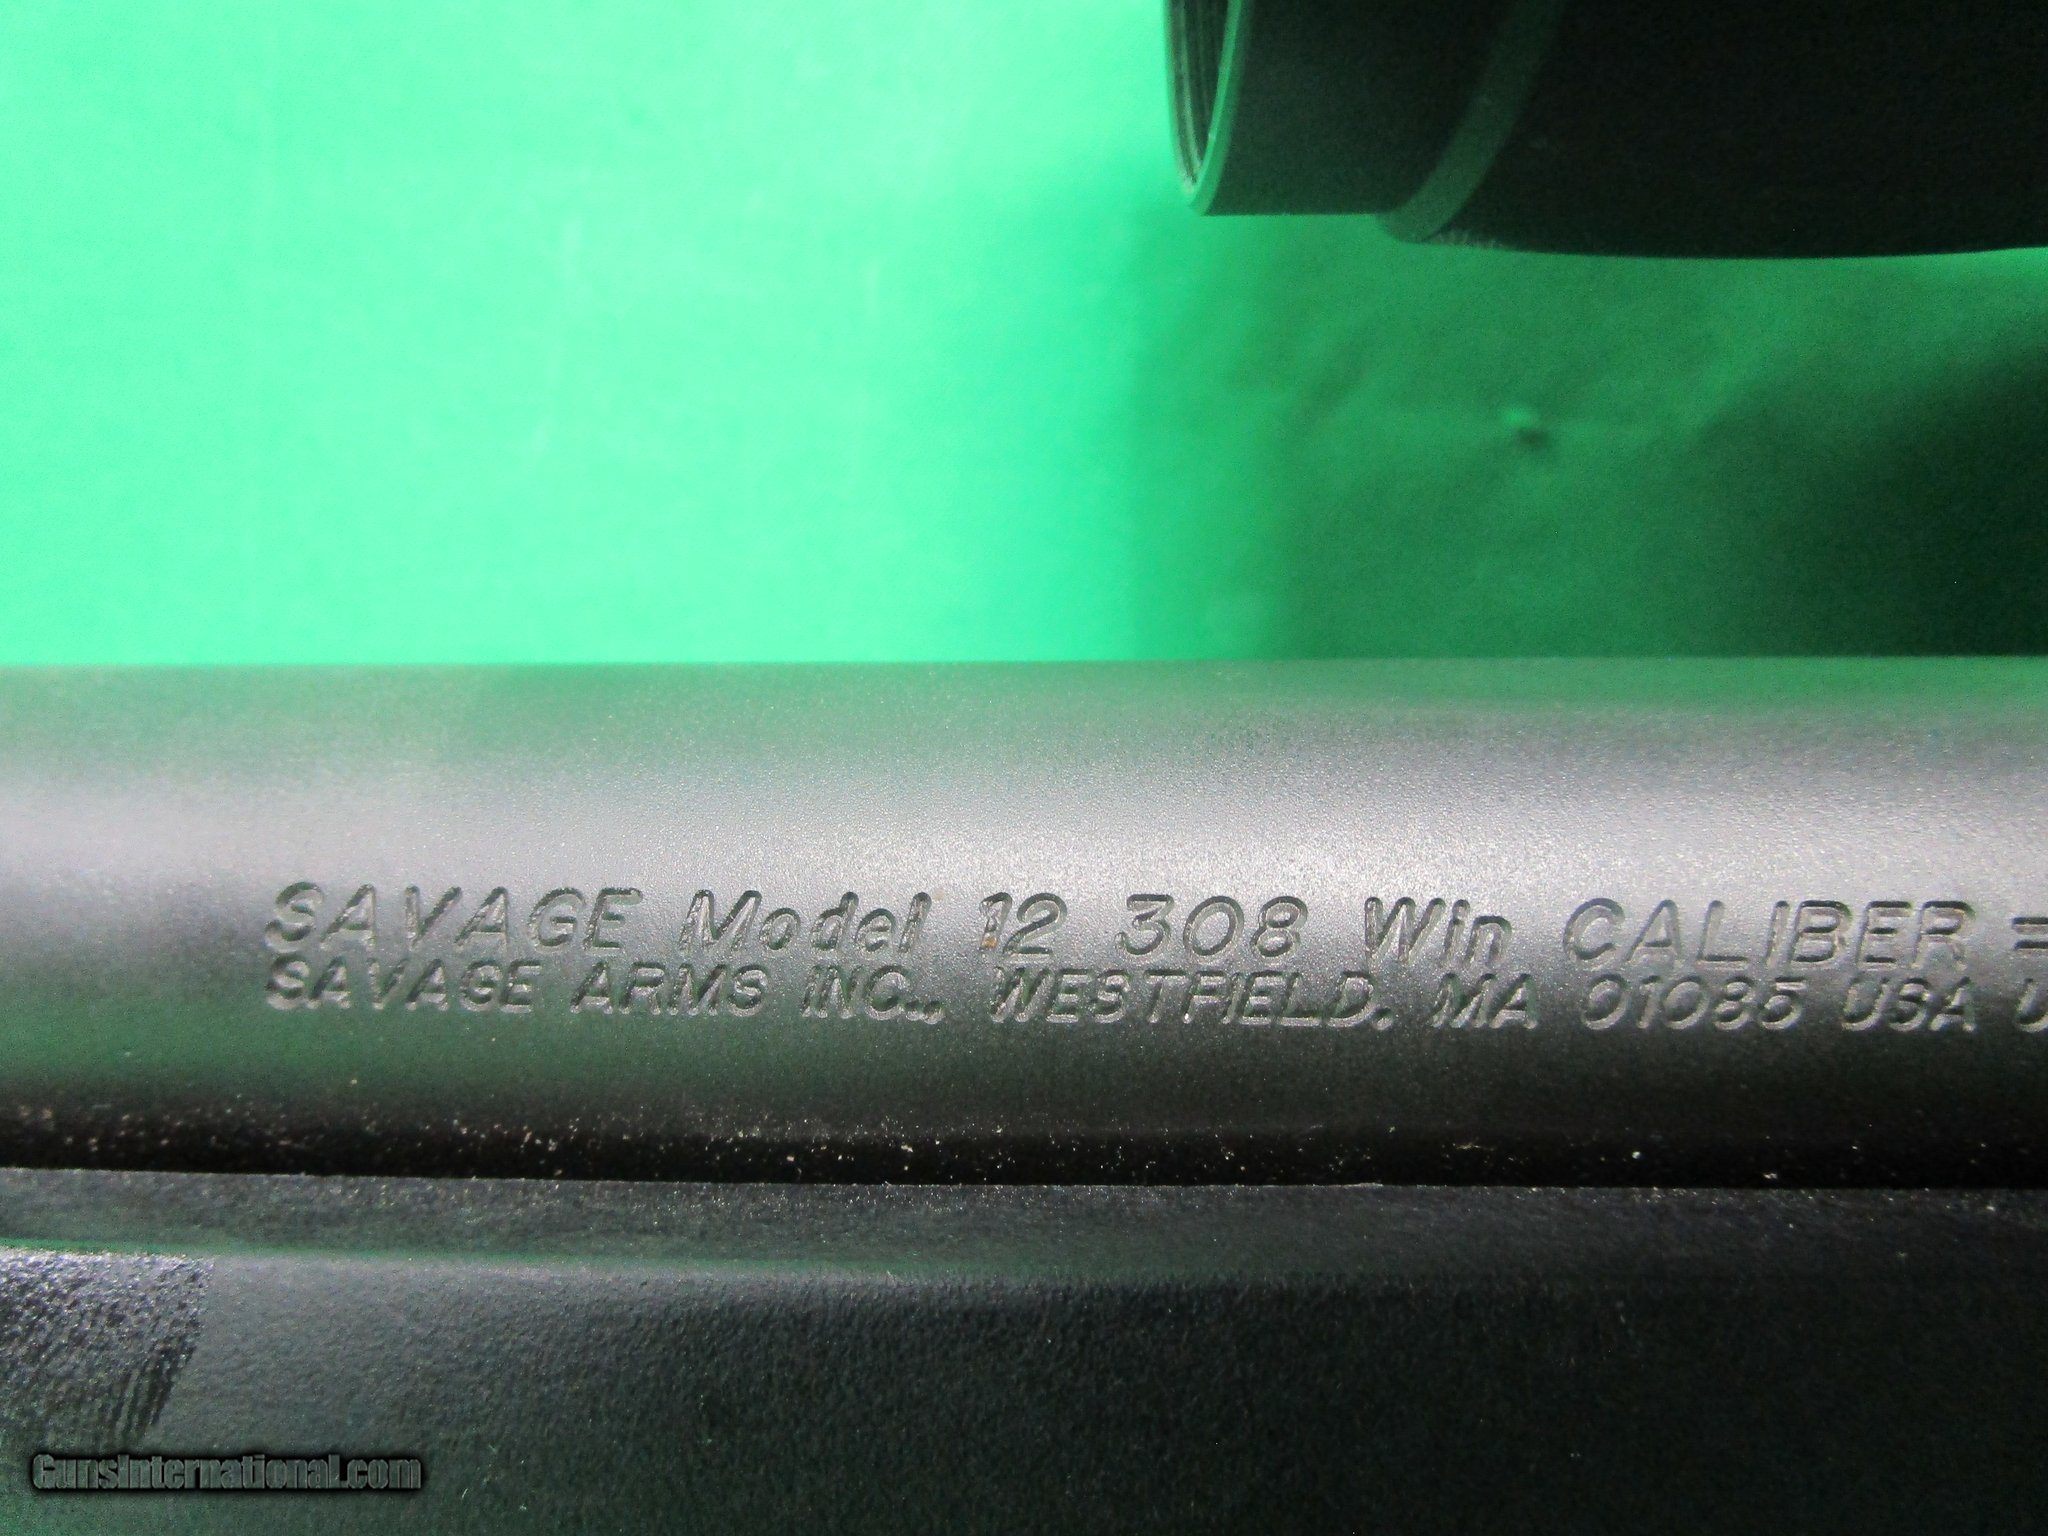 SAVAGE Model 12 308 Win CALIBER =
SAVAGE ARMS INC., WESTFIELD, MA 01085 USA
GunsInternational.com